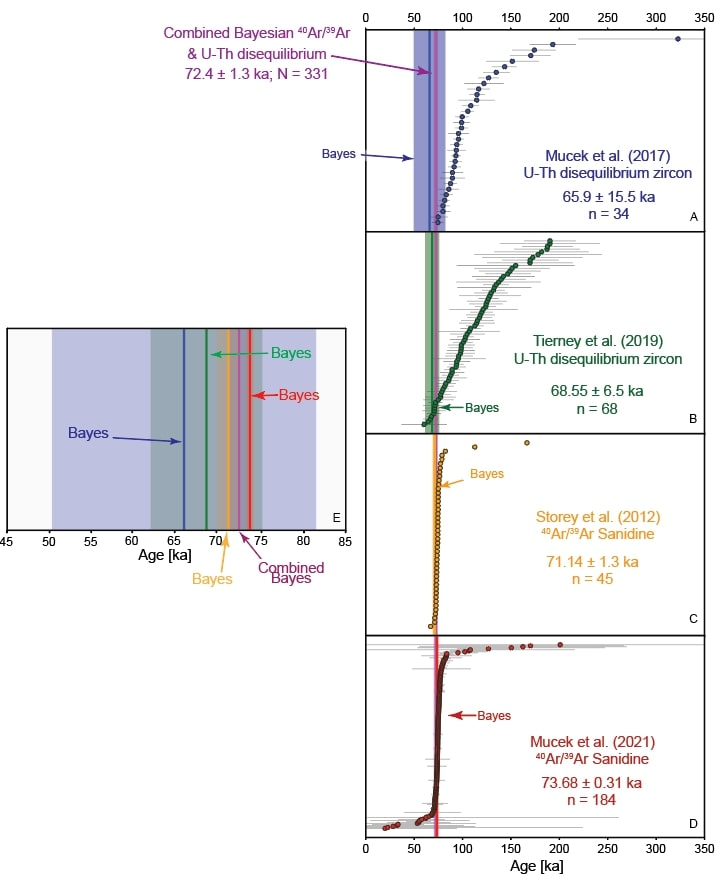 0 50 100 150 200 250 300 350
Combined Bayesian ⁴⁰Ar/³⁹Ar
& U-Th disequilibrium
72.4 ± 1.3 ka; N = 331
Bayes
Mucek et al. (2017)
U-Th disequilibrium zircon
65.9 ± 15.5 ka
n = 34
A
Tierney et al. (2019)
U-Th disequilibrium zircon
68.55 ± 6.5 ka
n = 68
Bayes
B
Bayes
Bayes
Bayes
E
45 50 55 60 65 70 75 80 85
Age [ka]
Bayes
Combined
Bayes
Bayes
Storey et al. (2012)
⁴⁰Ar/³⁹Ar Sanidine
71.14 ± 1.3 ka
n = 45
C
Bayes
Mucek et al. (2021)
⁴⁰Ar/³⁹Ar Sanidine
73.68 ± 0.31 ka
n = 184
D
0 50 100 150 200 250 300 350
Age [ka]